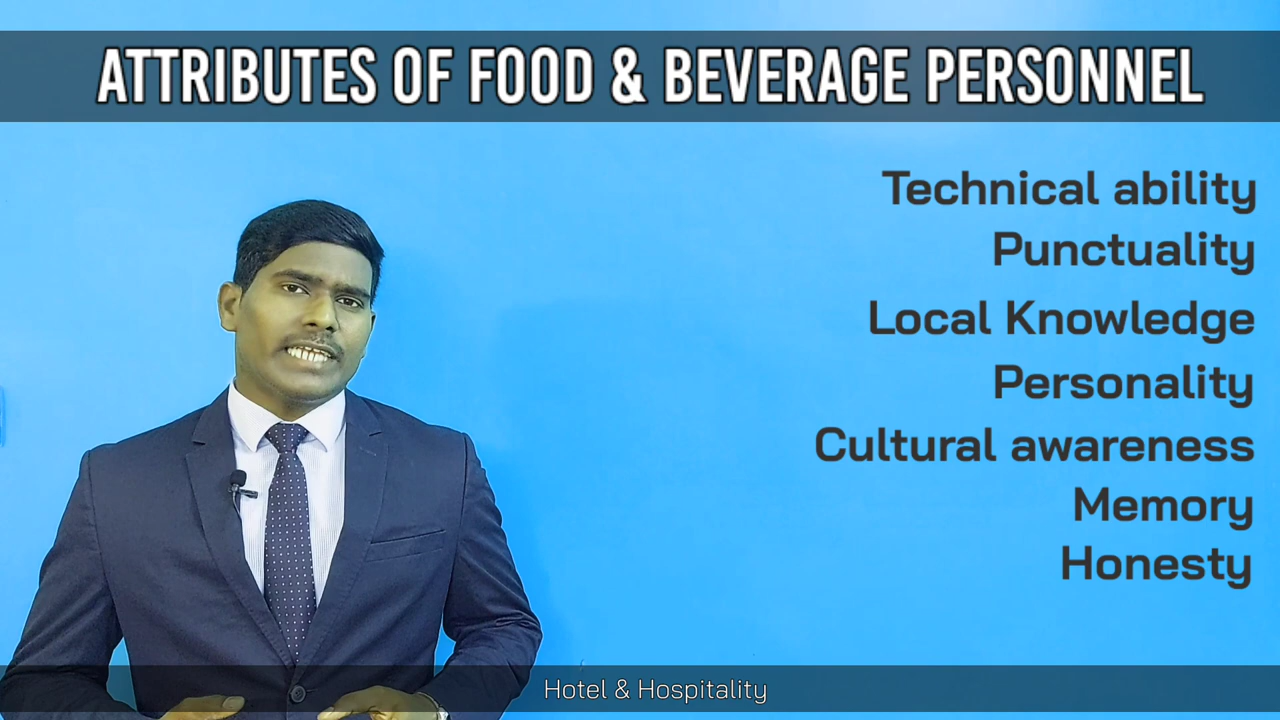 ATTRIBUTES OF FOOD & BEVERAGE PERSONNEL
Technical ability
Punctuality
Local Knowledge
Personality
Cultural awareness
Memory
Honesty
Hotel & Hospitality